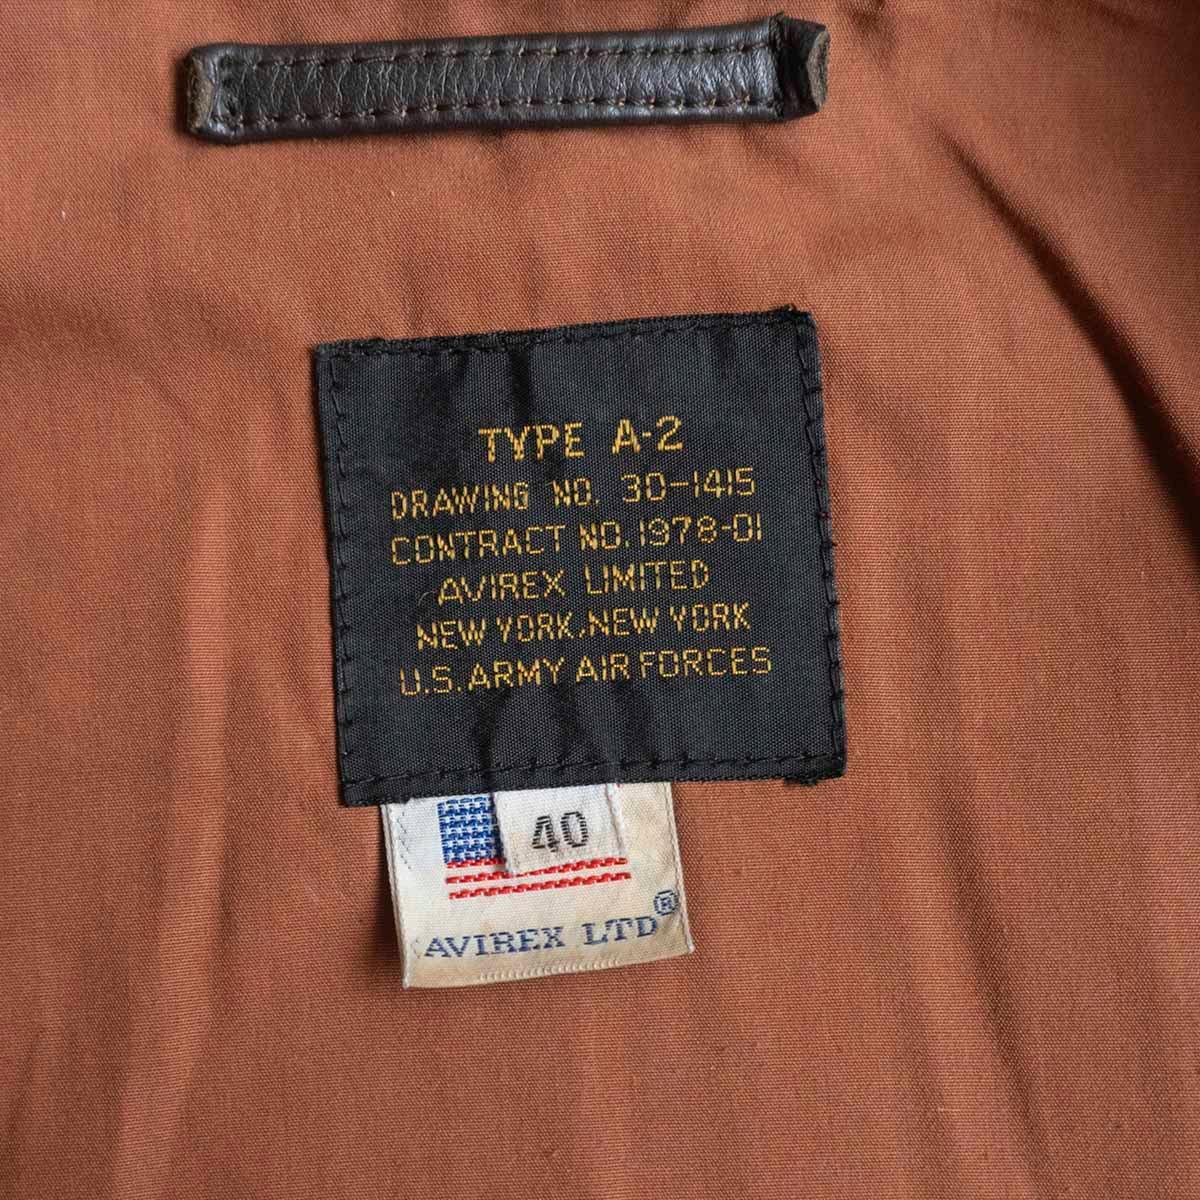 TYPE A-2
DRAWING NO. 30-1415
CONTRACT NO. 1978-01
AVIREX LIMITED
NEW YORK, NEW YORK
U.S. ARMY AIR FORCES
40
AVIREX LTD®